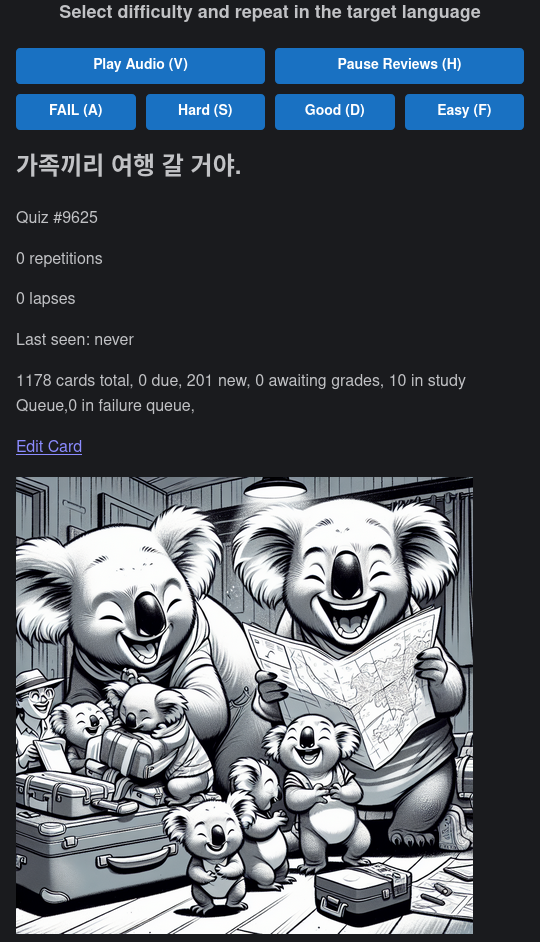 Select difficulty and repeat in the target language
Play Audio (V)
Pause Reviews (H)
FAIL (A)
Hard (S)
Good (D)
Easy (F)
가족끼리 여행 갈 거야.
Quiz #9625
0 repetitions
0 lapses
Last seen: never
1178 cards total, 0 due, 201 new, 0 awaiting grades, 10 in study
Queue,0 in failure queue,
Edit Card